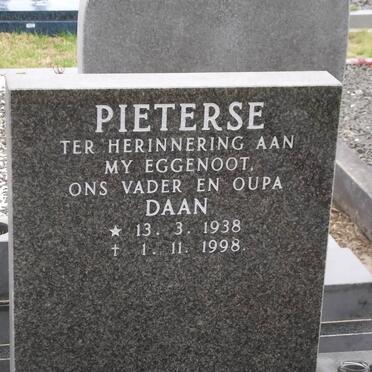 PIETERSE
TER HERINNERING AAN
MY EGGENOOT,
ONS VADER EN OUPA
DAAN
★ 13. 3. 1938
† 1. 11. 1998.